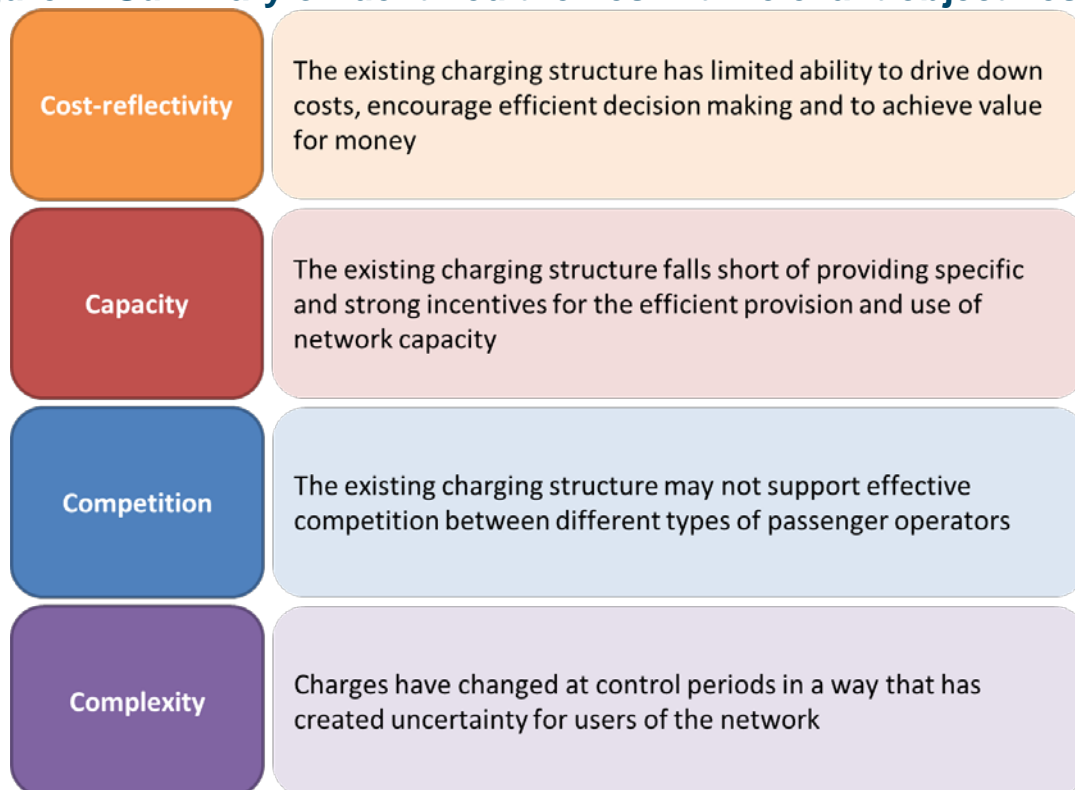 Summary of
Cost-reflectivity
The existing charging structure has limited ability to drive down
costs, encourage efficient decision making and to achieve value
for money
Capacity
The existing charging structure falls short of providing specific
and strong incentives for the efficient provision and use of
network capacity
Competition
The existing charging structure may not support effective
competition between different types of passenger operators
Complexity
Charges have changed at control periods in a way that has
created uncertainty for users of the network